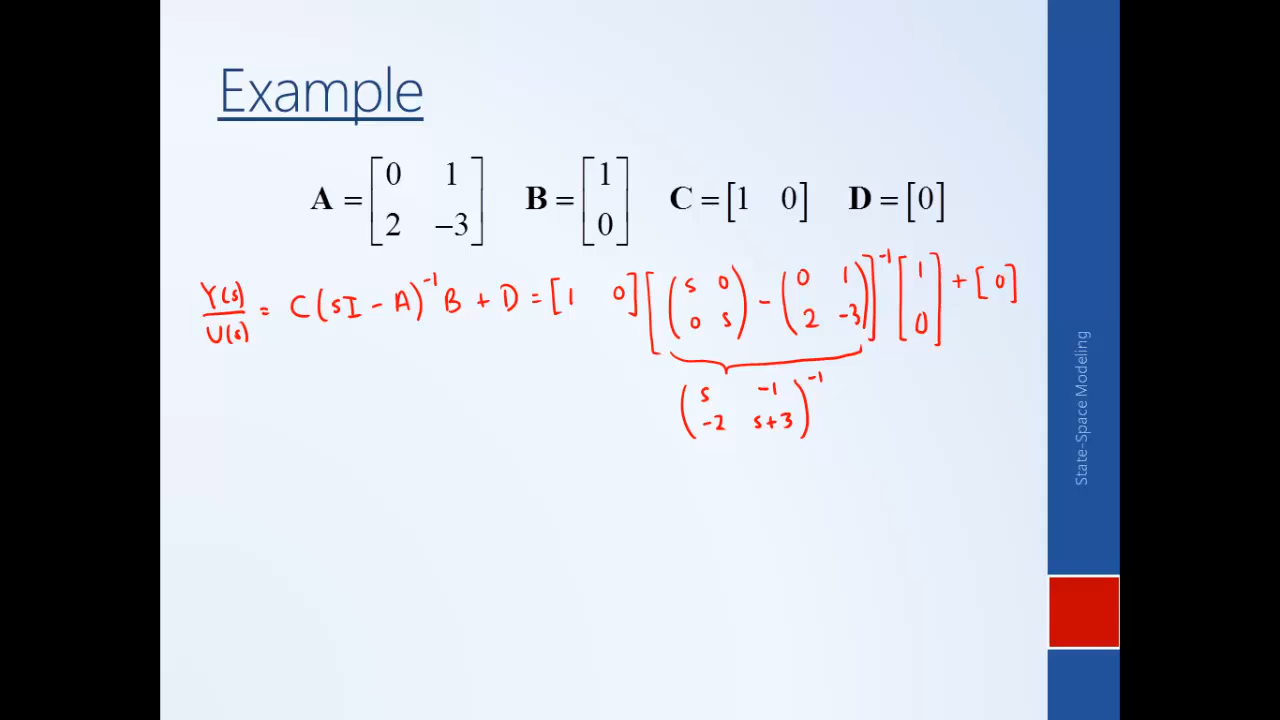 Example
A = [0 1; 2 −3] B = [1; 0] C = [1 0] D = [0]
Y(s)/U(s) = C(sI − A)⁻¹ B + D = [1 0] [(s 0; 0 s) − (0 1; 2 −3)]⁻¹ [1; 0] + [0]
(s −1; −2 s+3)⁻¹
State-Space Modeling